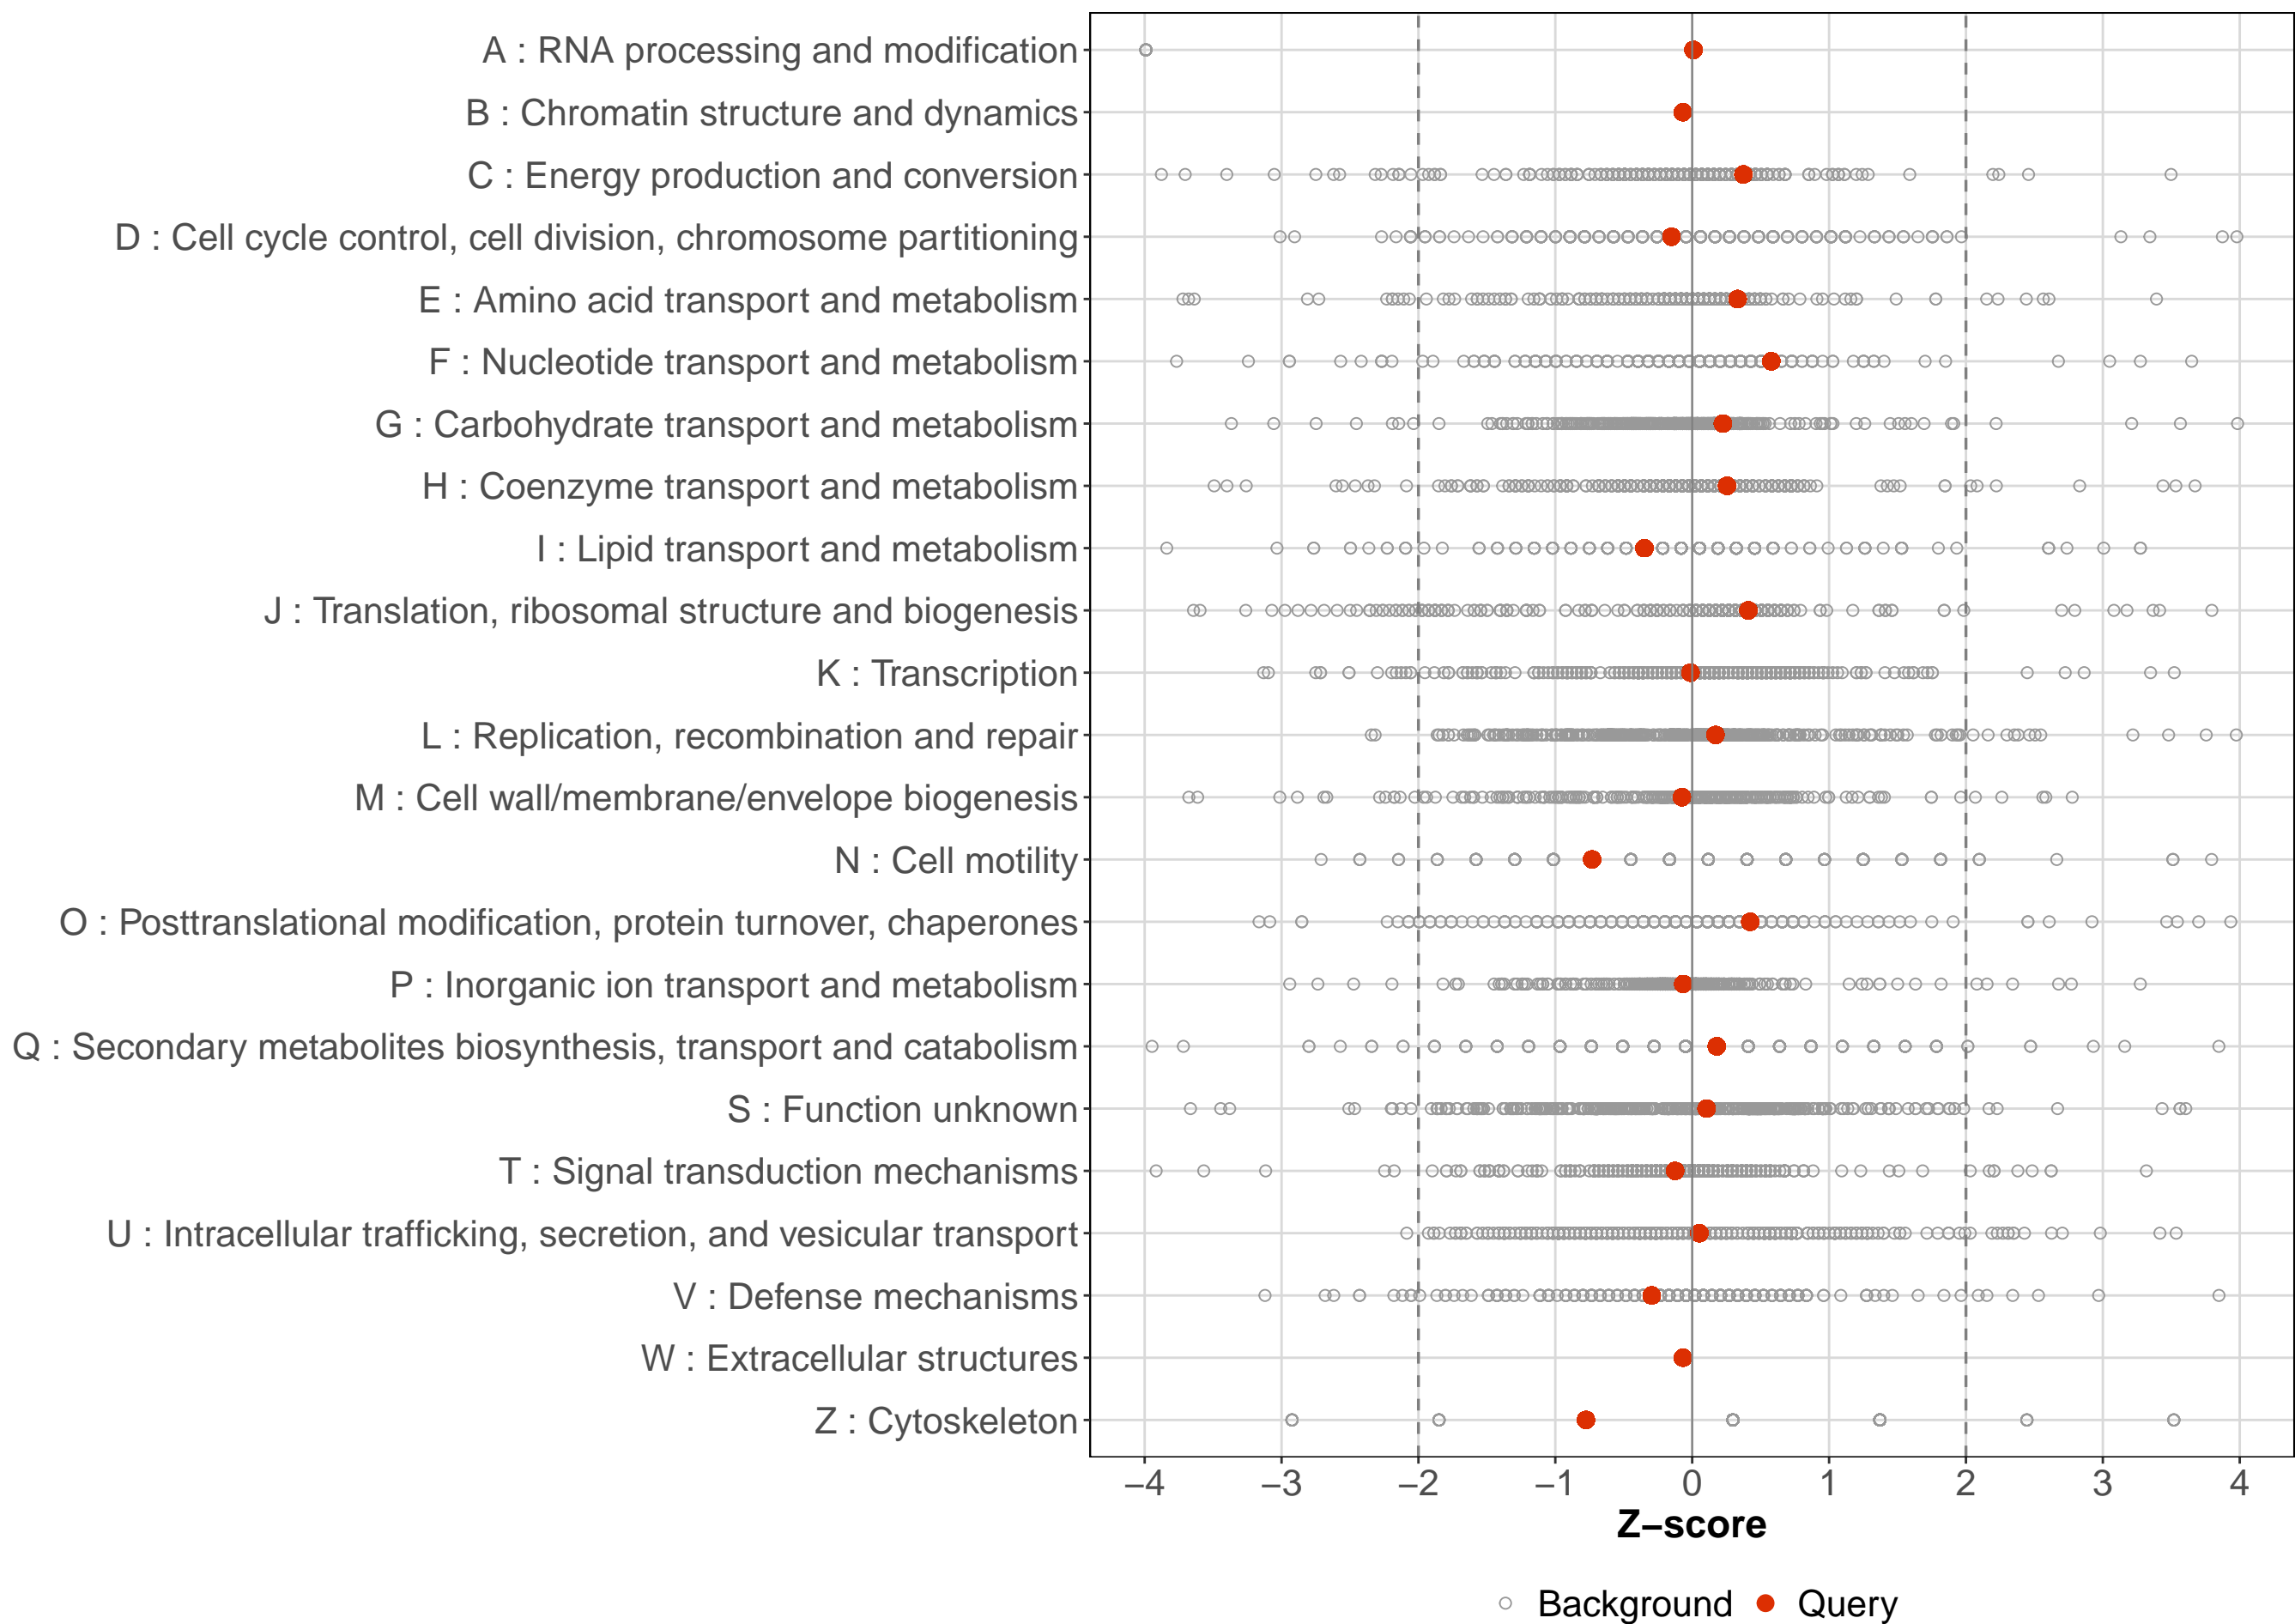 A : RNA processing and modification
B : Chromatin structure and dynamics
C : Energy production and conversion
D : Cell cycle control, cell division, chromosome partitioning
E : Amino acid transport and metabolism
F : Nucleotide transport and metabolism
G : Carbohydrate transport and metabolism
H : Coenzyme transport and metabolism
I : Lipid transport and metabolism
J : Translation, ribosomal structure and biogenesis
K : Transcription
L : Replication, recombination and repair
M : Cell wall/membrane/envelope biogenesis
N : Cell motility
O : Posttranslational modification, protein turnover, chaperones
P : Inorganic ion transport and metabolism
Q : Secondary metabolites biosynthesis, transport and catabolism
S : Function unknown
T : Signal transduction mechanisms
U : Intracellular trafficking, secretion, and vesicular transport
V : Defense mechanisms
W : Extracellular structures
Z : Cytoskeleton
−4 −3 −2 −1 0 1 2 3 4
Z−score
Background Query